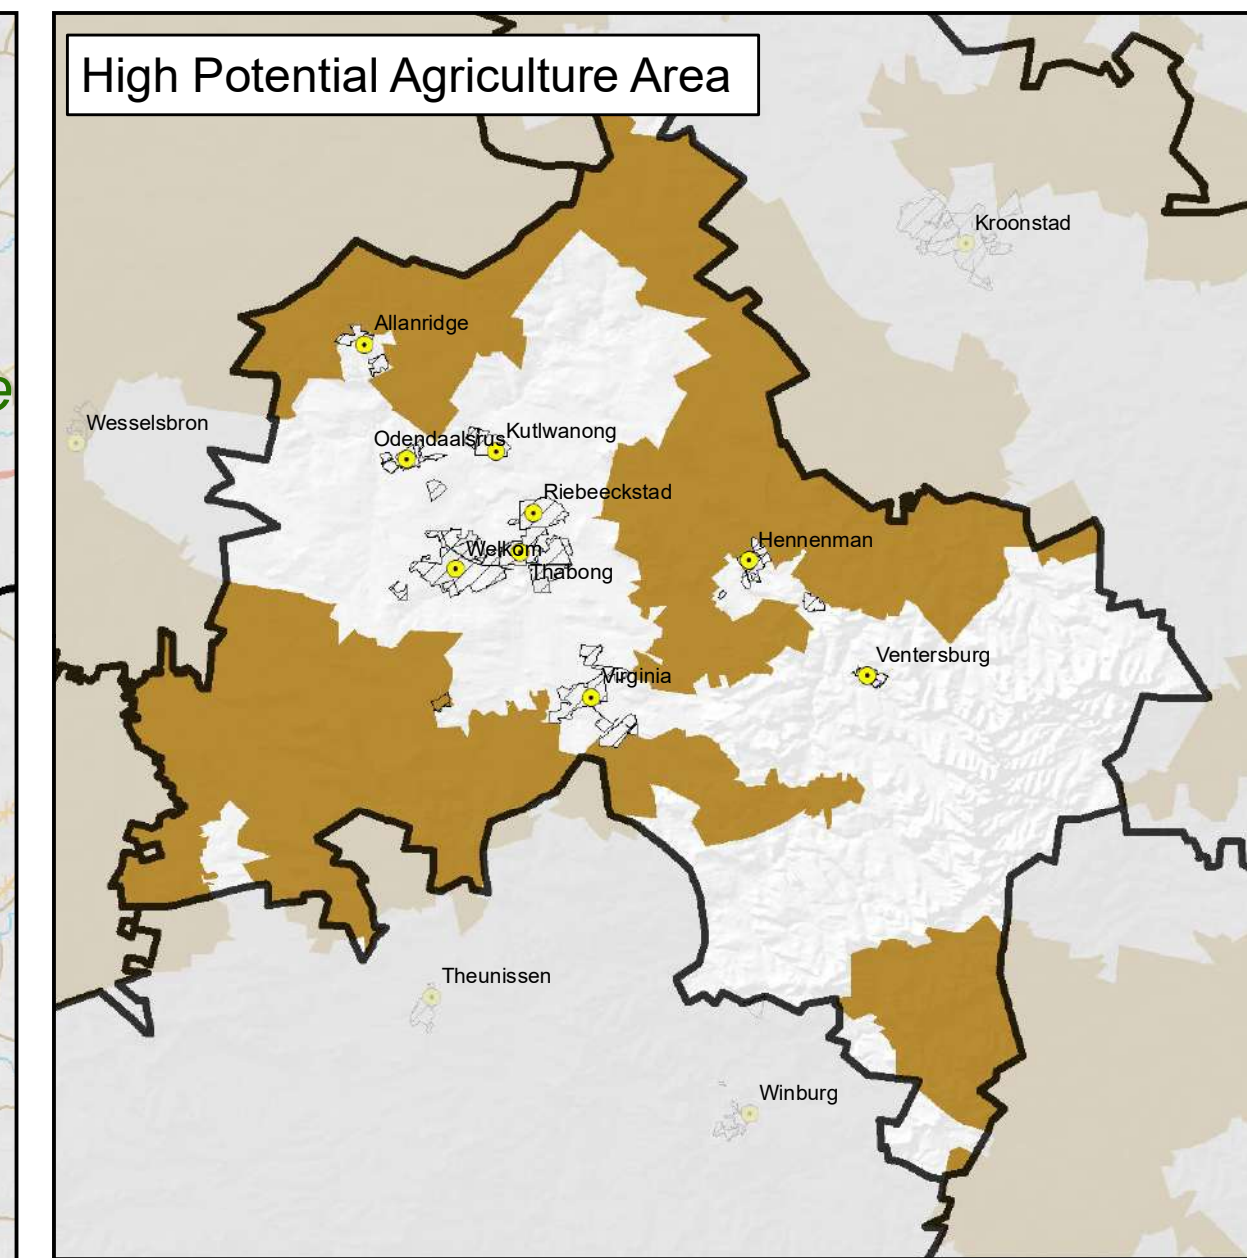 High Potential Agriculture Area
Kroonstad
Allanridge
Wesselsbron
e
Odendaalsrus
Kutlwanong
Riebeeckstad
Welkom
Thabong
Hennenman
Ventersburg
Virginia
Theunissen
Winburg